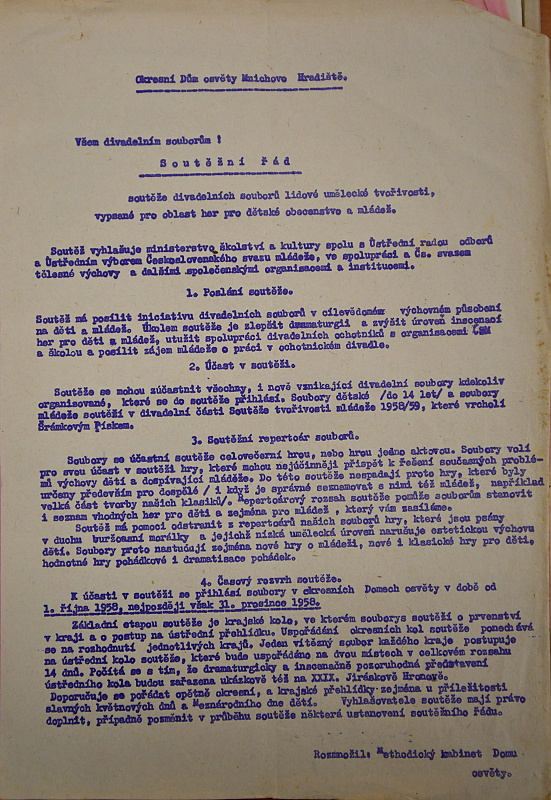 Okresní Dům osvěty Mnichovo Hradiště.
Všem divadelním souborům !
Soutěžní řád
soutěže divadelních souborů lidové umělecké tvořivosti,
vypsané pro oblast her pro dětské obecenstvo a mládež.
Soutěž vyhlašuje ministerstvo školství a kultury spolu s Ústřední radou odborů
a Ústředním výborem Československého svazu mládeže, ve spolupráci a Čs. svazem
tělesné výchovy a dalšími společenskými organisacemi a institucemi.
1. Poslání soutěže.
Soutěž má posílit iniciativu divadelních souborů v cílevědomém výchovném působení
na děti a mládež. Úkolem soutěže je zlepšit dramaturgii a zvýšit úroveň inscenací
her pro děti a mládež, utužit spolupráci divadelních ochotníků s organisacemi ČSM
a školou a posílit zájem mládeže o práci v ochotnickém divadle.
2. Účast v soutěži.
Soutěže se mohou zúčastnit všechny, i nově vznikající divadelní soubory kdekoliv
organisované, které se do soutěže přihlásí. Soubory dětské /do 14 let/ a soubory
mládeže soutěží v divadelní části Soutěže tvořivosti mládeže 1958/59, které vrcholí
Šrámkovým Pískem.
3. Soutěžní repertoár souborů.
Soubory se účastní soutěže celovečerní hrou, nebo hrou jedno aktovou. Soubory volí
pro svou účast v soutěži hry, které mohou nejúčinněji přispět k řešení současných problé-
mů výchovy dětí a dospívající mládeže. Do této soutěže nespadají proto hry, které byly
určeny především pro dospělé / i když je správné seznamovat s nimi též mládež, například
velká část tvorby našich klasiků/. Repertoárový rozsah soutěže pomůže souborům stanovit
i seznam vhodných her pro děti a zejména pro mládež , který vám zasíláme.
Soutěž má pomoci odstranit z repertoárů našich souborů hry, které jsou psány
v duchu buržoasní morálky a jejichž nízká umělecká úroveň narušuje estetickou výchovu
dětí. Soubory proto nastudují zejména nové hry o mládeži, nové i klasické hry pro děti,
hodnotné hry pohádkové i dramatisace pohádek.
4. Časový rozvrh soutěže.
K účasti v soutěži se přihlásí soubory v okresních Domech osvěty v době od
1. října 1958, nejpozději však 31. prosince 1958.
Základní etapou soutěže je krajské kolo, ve kterém souborys soutěží o prvenství
v kraji a o postup na ústřední přehlídku. Uspořádání okresních kol soutěže ponechává
se na rozhodnutí jednotlivých krajů. Jeden vítězný soubor každého kraje postupuje
na ústřední kolo soutěže, které bude uspořádáno na dvou místech v celkovém rozsahu
14 dnů. Počítá se s tím, že dramaturgicky a inscenačně pozoruhodná představení
ústředního kola budou zařazena ukázkově též na XXIX. Jiráskově Hronově.
Doporučuje se pořádat opětně okresní, a krajské přehlídky zejména u příležitosti
slavných květnových dnů a Mezinárodního dne dětí. Vyhlašovatele soutěže mají právo
doplnit, případně pozměnit v průběhu soutěže některá ustanovení soutěžního řádu.
Rozmnožil: Methodický kabinet Domu
osvěty.